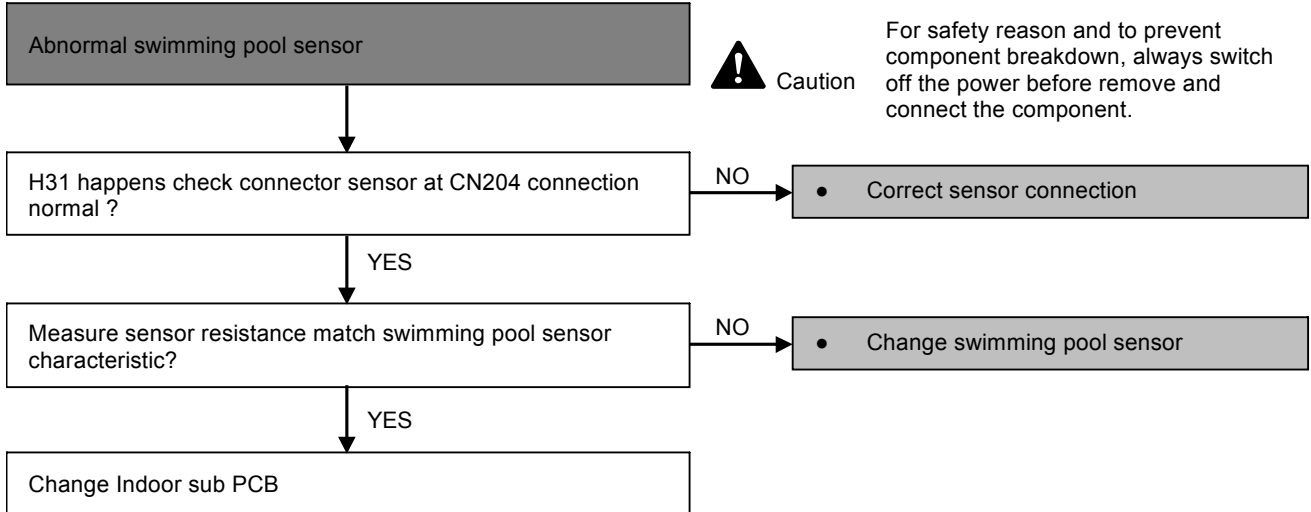 Abnormal swimming pool sensor
Caution
For safety reason and to prevent
component breakdown, always switch
off the power before remove and
connect the component.
H31 happens check connector sensor at CN204 connection
normal ?
NO
● Correct sensor connection
YES
Measure sensor resistance match swimming pool sensor
characteristic?
NO
● Change swimming pool sensor
YES
Change Indoor sub PCB